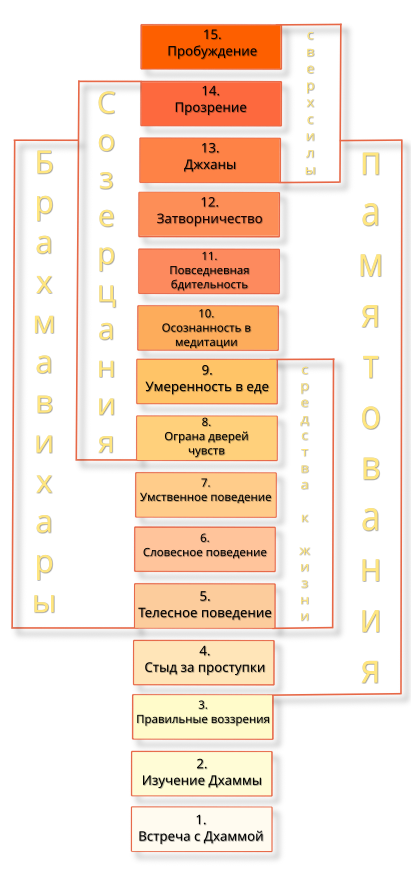 15.
Пробуждение
14.
Прозрение
13.
Джханы
12.
Затворничество
11.
Повседневная
бдительность
10.
Осознанность в
медитации
9.
Умеренность в еде
8.
Ограна дверей
чувств
7.
Умственное поведение
6.
Словесное поведение
5.
Телесное поведение
4.
Стыд за проступки
3.
Правильные воззрения
2.
Изучение Дхаммы
1.
Встреча с Дхаммой
Брахмавихары
Созерцания
сверхсилы
средства к жизни
Памятования